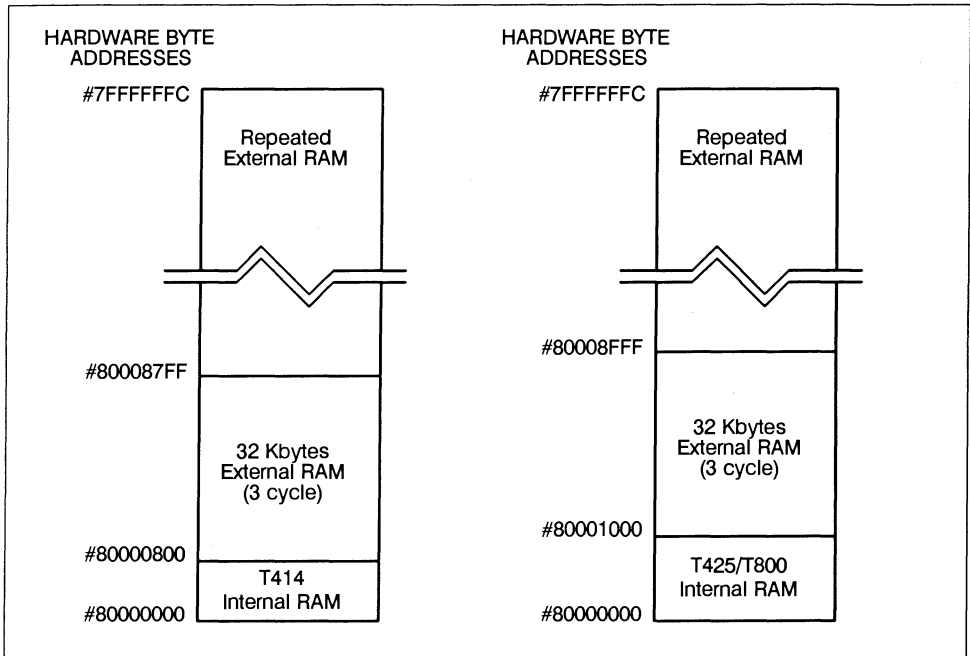 HARDWARE BYTE
ADDRESSES
#7FFFFFFC
Repeated
External RAM
#800087FF
32 Kbytes
External RAM
(3 cycle)
#80000800
T414
Internal RAM
#80000000
HARDWARE BYTE
ADDRESSES
#7FFFFFFC
Repeated
External RAM
#80008FFF
32 Kbytes
External RAM
(3 cycle)
#80001000
T425/T800
Internal RAM
#80000000